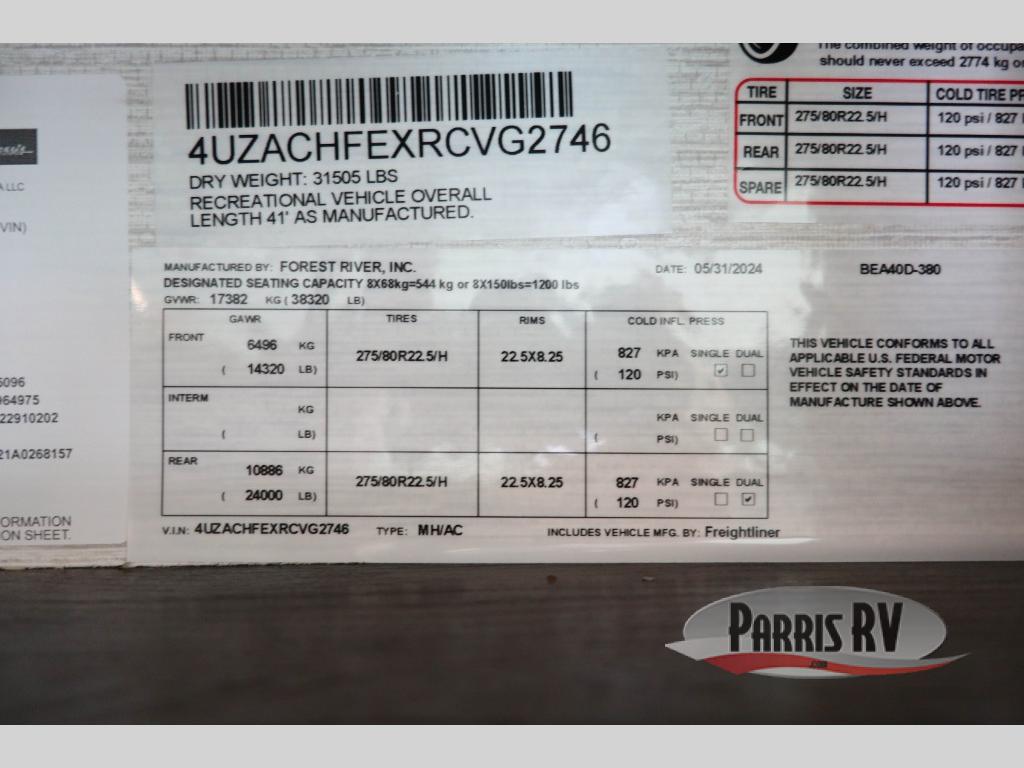 The combined weight of
should never exceed 2774 kg or
TIRE SIZE COLD TIRE
FRONT 275/80R22.5/H 120 psi / 827
REAR 275/80R22.5/H 120 psi / 827
SPARE 275/80R22.5/H 120 psi / 827
4UZACHFEXRCVG2746
DRY WEIGHT: 31505 LBS
RECREATIONAL VEHICLE OVERALL
LENGTH 41' AS MANUFACTURED.
LLC
VIN)
6096
964975
22910202
21A0268157
ORMATION
ON SHEET.
MANUFACTURED BY: FOREST RIVER, INC. DATE: 05/31/2024 BEA40D-380
DESIGNATED SEATING CAPACITY 8X68kg=544 kg or 8X150lbs=1200 lbs
GVWR: 17382 KG ( 38320 LB)
GAWR TIRES RIMS COLD INFL. PRESS
FRONT
6496 KG 275/80R22.5/H 22.5X8.25 827 KPA SINGLE DUAL
( 14320 LB) ( 120 PSI)
INTERM
KG KPA SINGLE DUAL
( LB) ( PSI)
REAR
10886 KG 275/80R22.5/H 22.5X8.25 827 KPA SINGLE DUAL
( 24000 LB) ( 120 PSI)
V.I.N: 4UZACHFEXRCVG2746 TYPE: MH/AC INCLUDES VEHICLE MFG. BY: Freightliner
THIS VEHICLE CONFORMS TO ALL
APPLICABLE U.S. FEDERAL MOTOR
VEHICLE SAFETY STANDARDS IN
EFFECT ON THE DATE OF
MANUFACTURE SHOWN ABOVE.
PARRIS RV
.com